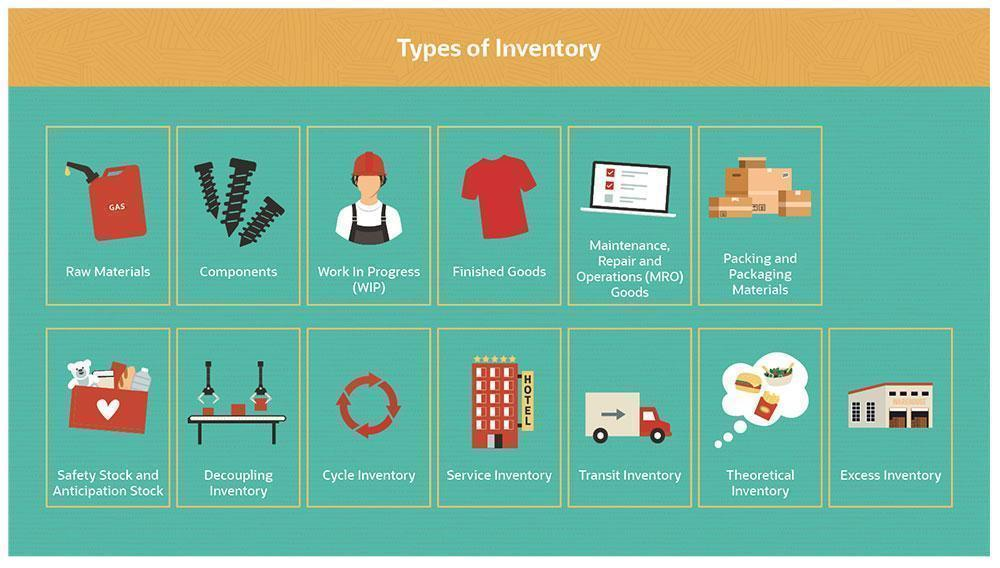 Types of Inventory
GAS
Raw Materials
Components
Work In Progress
(WIP)
Finished Goods
Maintenance,
Repair and
Operations (MRO)
Goods
Packing and
Packaging
Materials
Safety Stock and
Anticipation Stock
Decoupling
Inventory
Cycle Inventory
HOTEL
Service Inventory
Transit Inventory
Theoretical
Inventory
WAREHOUSE
Excess Inventory